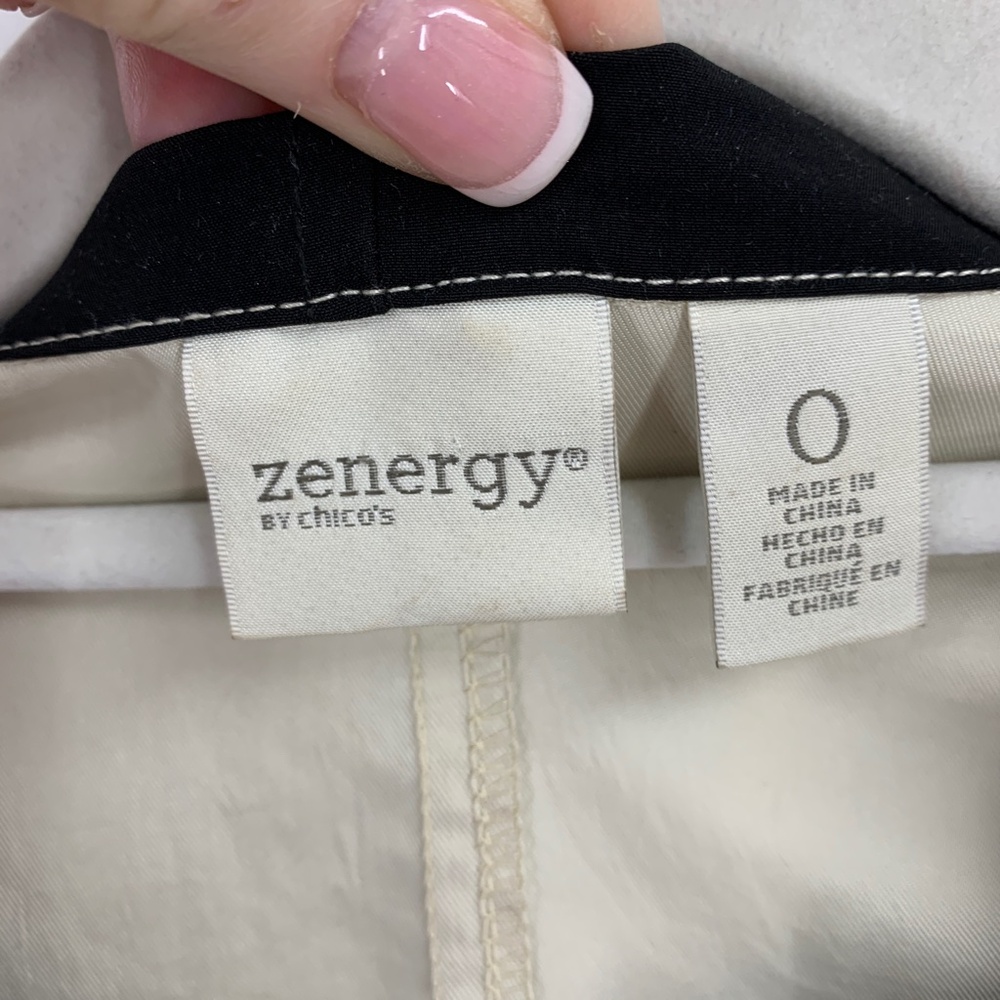 zenergy®
BY chico's
0
MADE IN
CHINA
HECHO EN
CHINA
FABRIQUÉ EN
CHINE